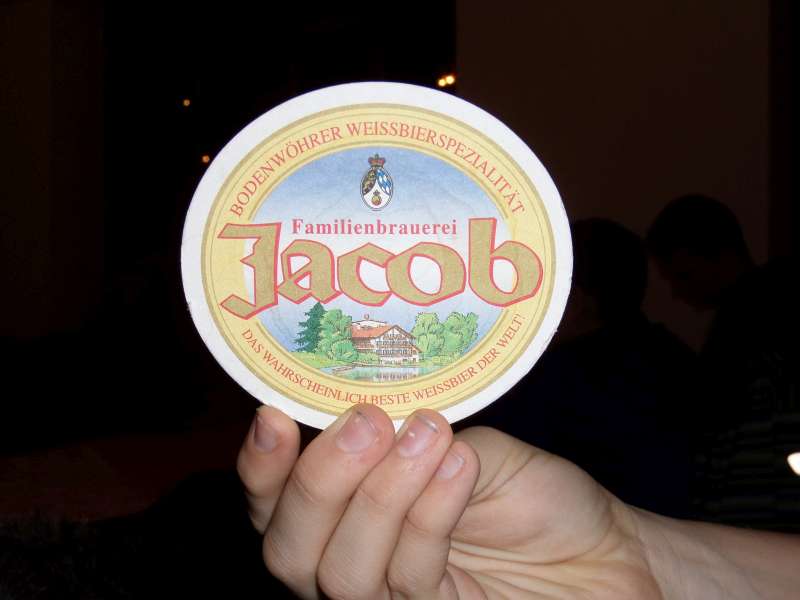 BODENWÖHRER WEISSBIERSPEZIALITÄT
Familienbrauerei
Jacob
DAS WAHRSCHEINLICH BESTE WEISSBIER DER WELT!